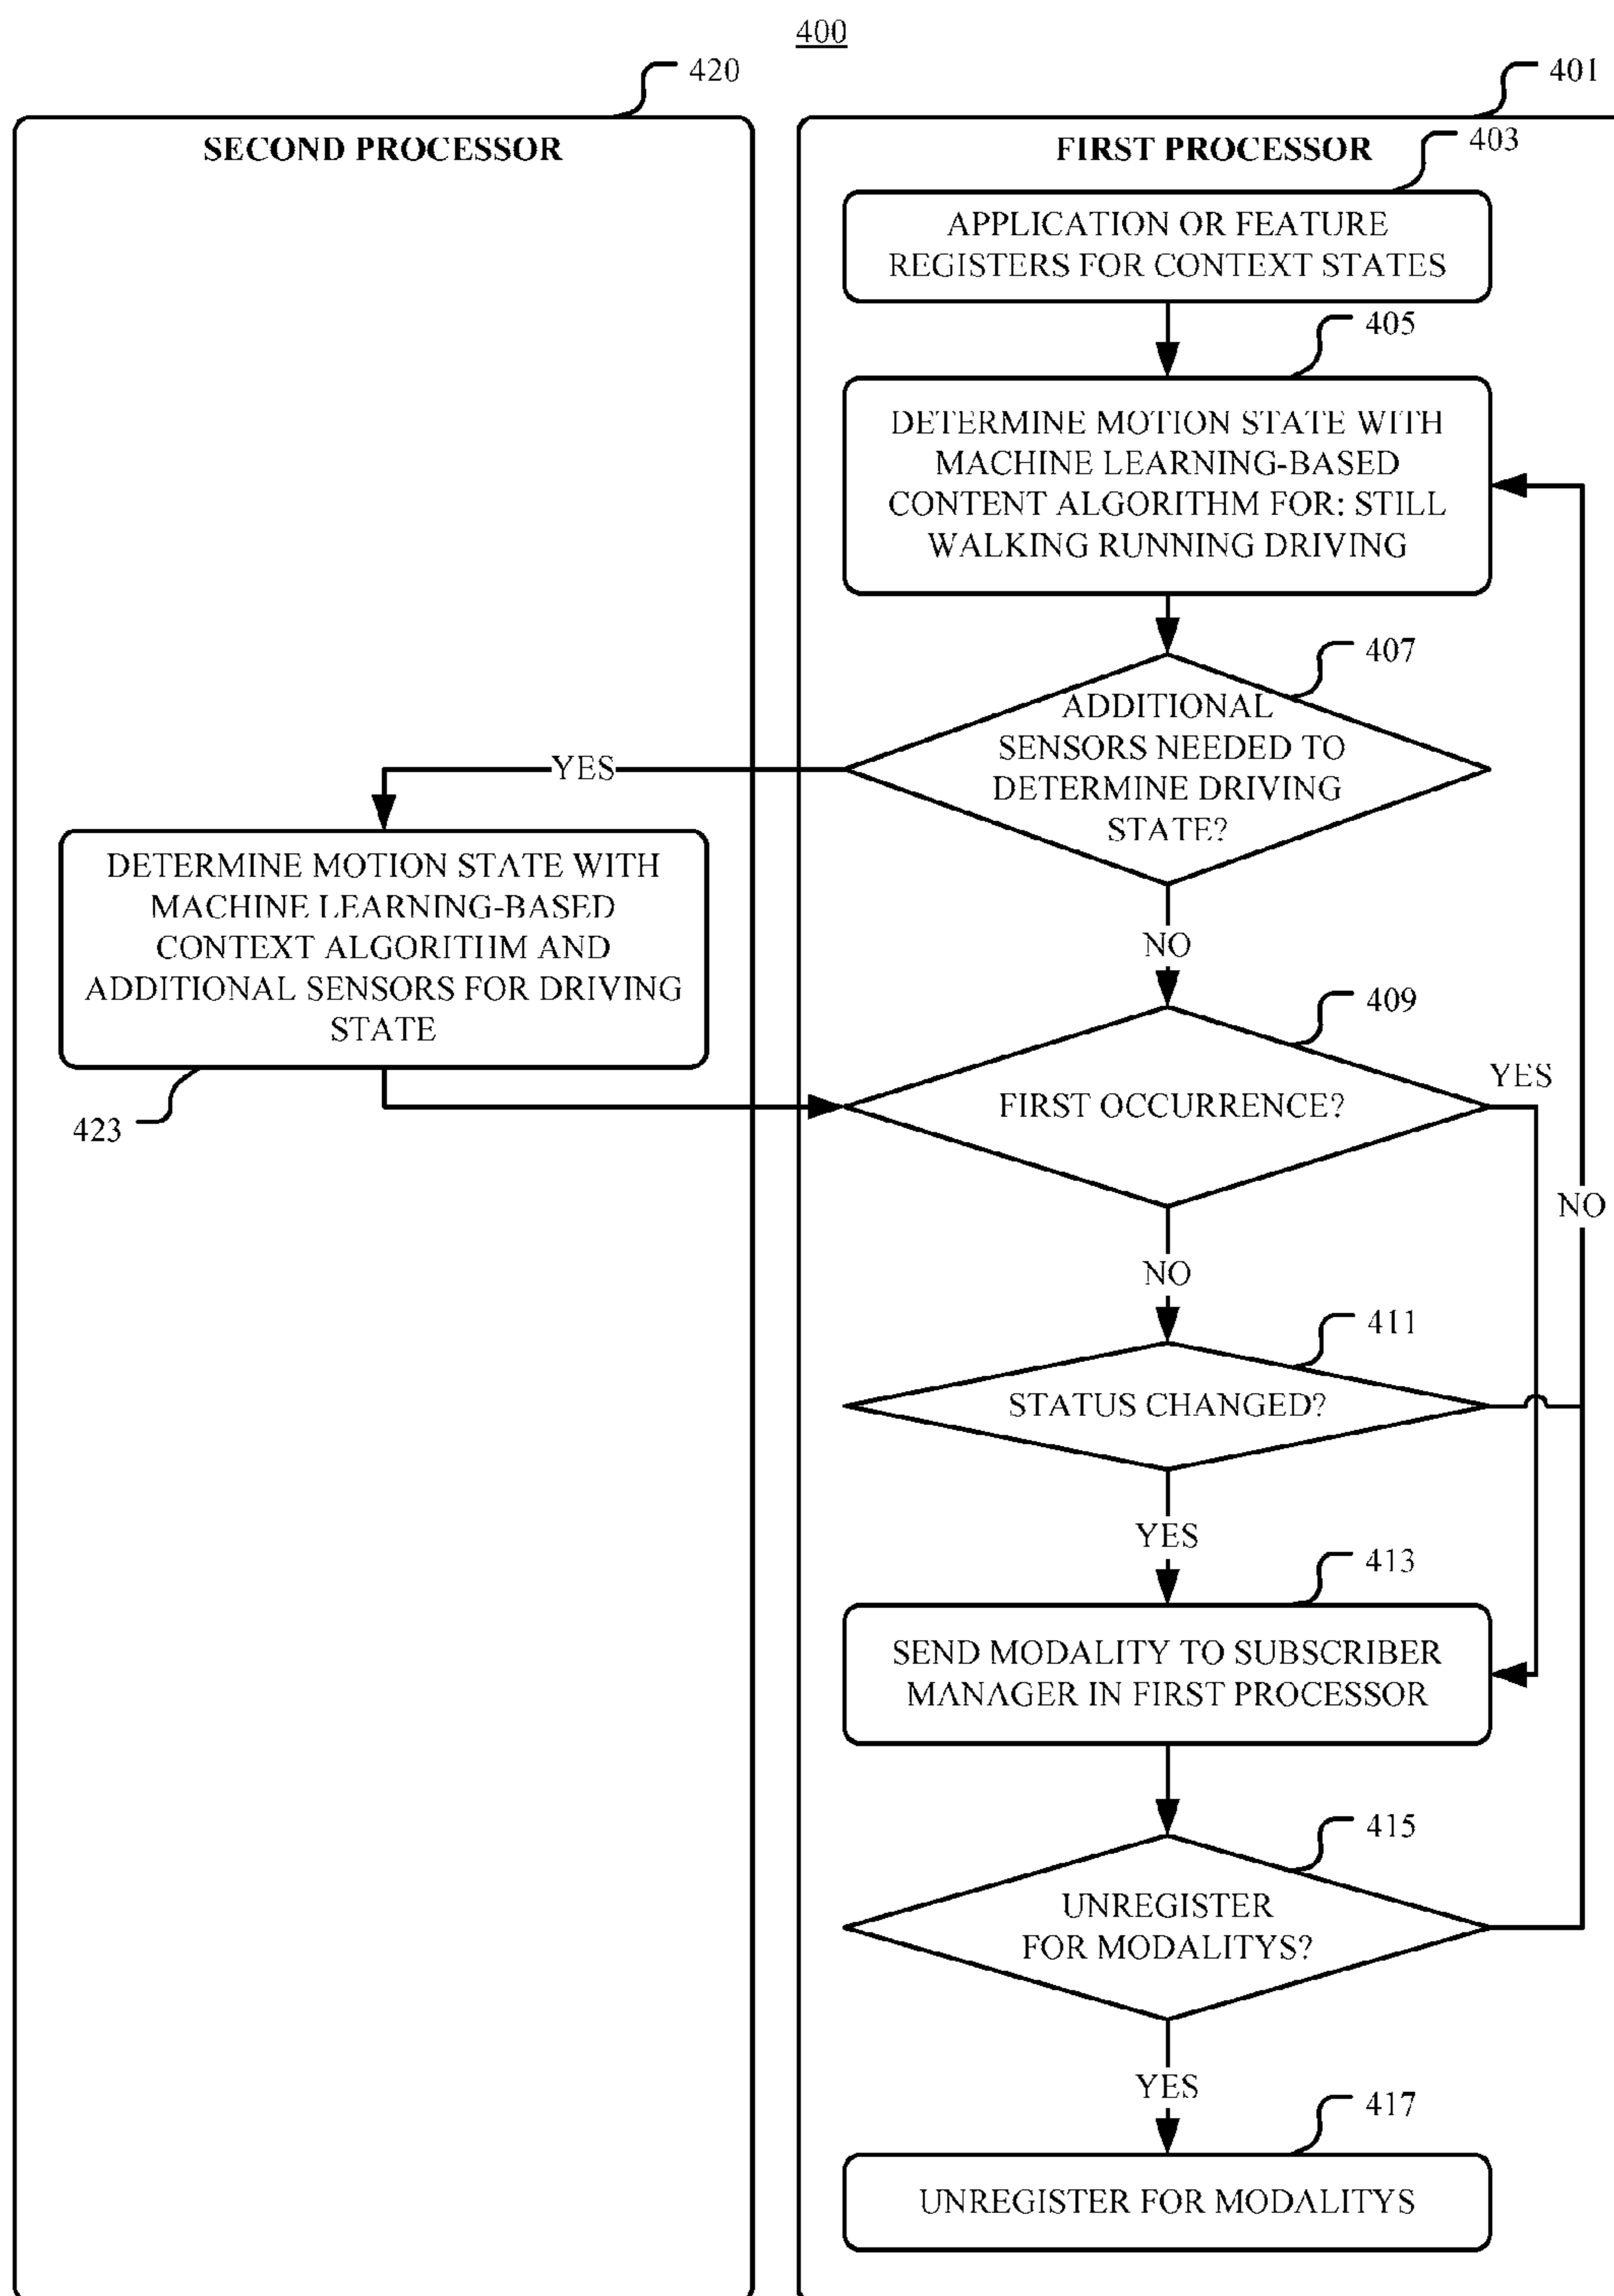 400
420
401
SECOND PROCESSOR
FIRST PROCESSOR
403
APPLICATION OR FEATURE
REGISTERS FOR CONTEXT STATES
405
DETERMINE MOTION STATE WITH
MACHINE LEARNING-BASED
CONTENT ALGORITHM FOR: STILL
WALKING RUNNING DRIVING
407
ADDITIONAL
SENSORS NEEDED TO
DETERMINE DRIVING
STATE?
YES
DETERMINE MOTION STATE WITH
MACHINE LEARNING-BASED
CONTEXT ALGORITHM AND
ADDITIONAL SENSORS FOR DRIVING
STATE
423
NO
409
FIRST OCCURRENCE?
YES
NO
NO
411
STATUS CHANGED?
YES
413
SEND MODALITY TO SUBSCRIBER
MANAGER IN FIRST PROCESSOR
415
UNREGISTER
FOR MODALITYS?
YES
417
UNREGISTER FOR MODALITYS